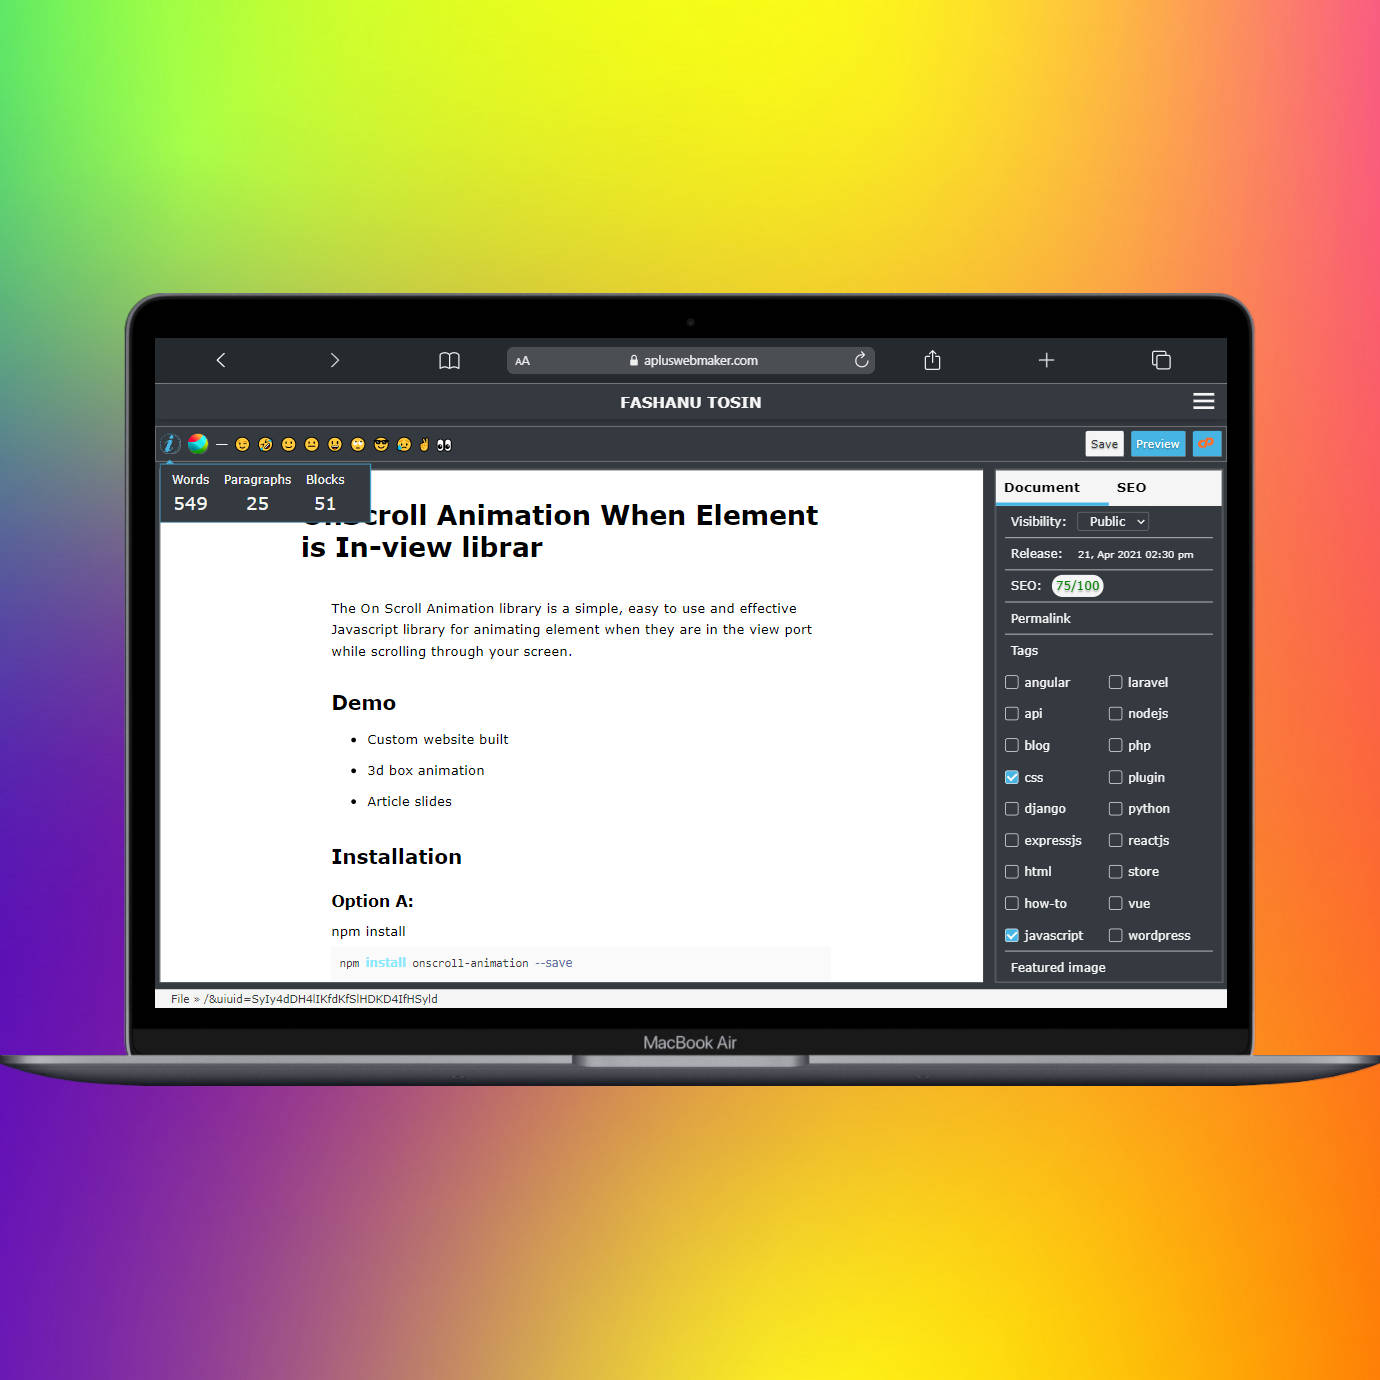 AA
apluswebmaker.com
FASHANU TOSIN
Save
Preview
Words Paragraphs Blocks
549 25 51
OnScroll Animation When Element
is In-view librar
The On Scroll Animation library is a simple, easy to use and effective
Javascript library for animating element when they are in the view port
while scrolling through your screen.
Demo
• Custom website built
• 3d box animation
• Article slides
Installation
Option A:
npm install
npm install onscroll-animation --save
Document SEO
Visibility: Public
Release: 21, Apr 2021 02:30 pm
SEO: 75/100
Permalink
Tags
angular laravel
api nodejs
blog php
css plugin
django python
expressjs reactjs
html store
how-to vue
javascript wordpress
Featured image
File » /&uiuid=SyIy4dDH4lIKfdKfSlHDKD4IfHSyld
MacBook Air